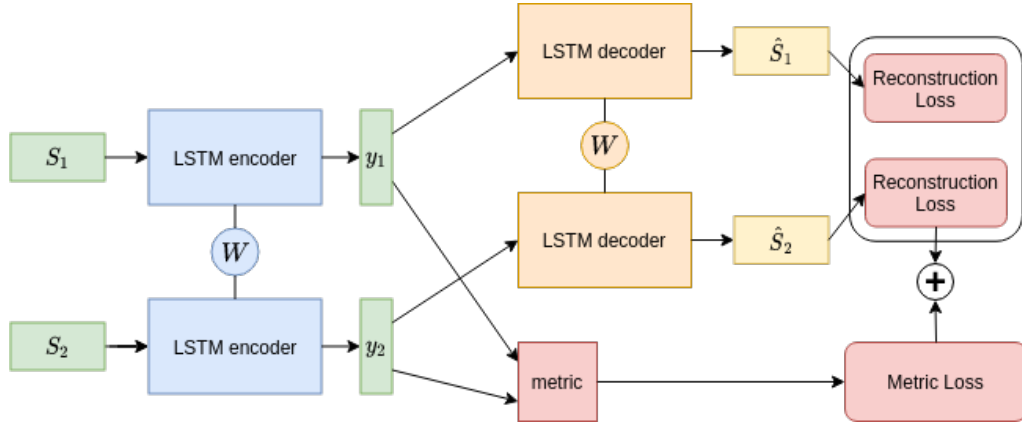 S₁
LSTM encoder
W
S₂
LSTM encoder
y₁
y₂
LSTM decoder
W
LSTM decoder
metric
Ŝ₁
Ŝ₂
Reconstruction
Loss
Reconstruction
Loss
+
Metric Loss